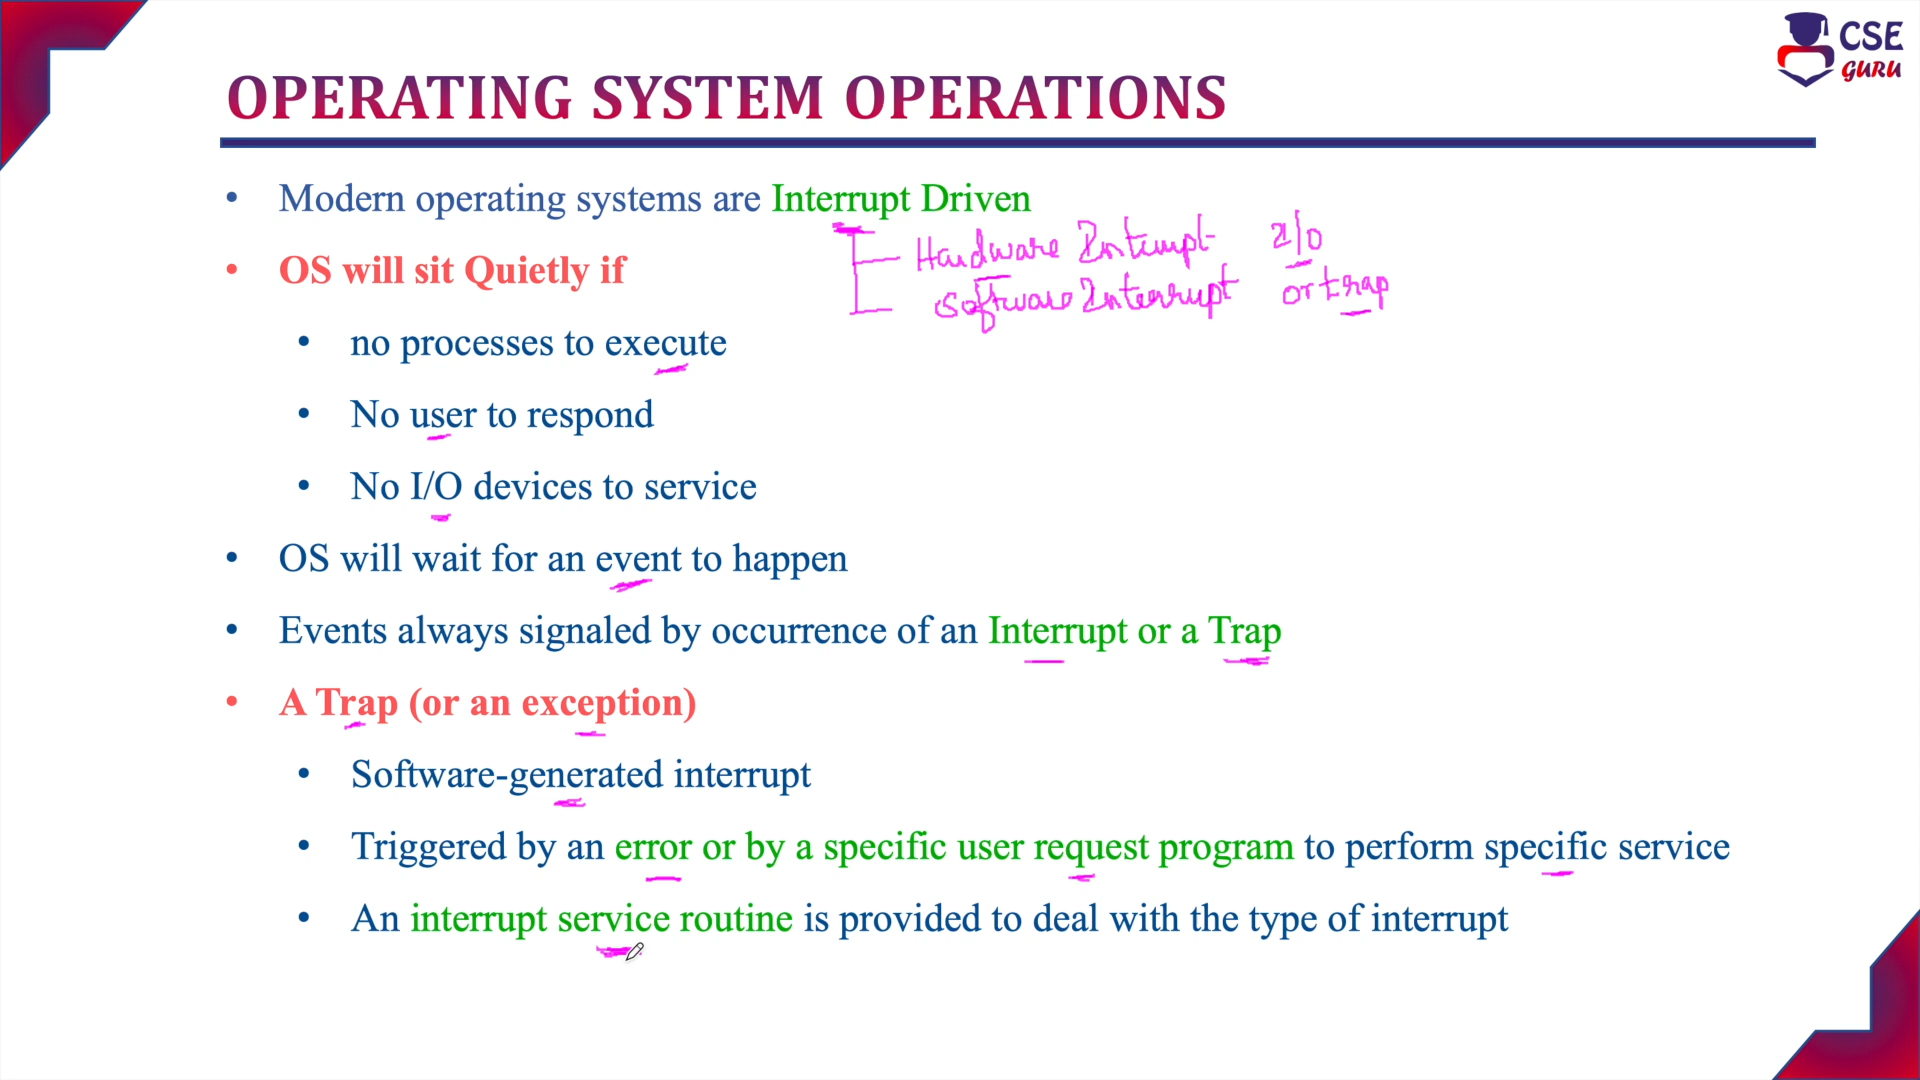 CSE
GURU
OPERATING SYSTEM OPERATIONS
• Modern operating systems are Interrupt Driven
Hardware Interrupt I/O
• OS will sit Quietly if
Software Interrupt or trap
• no processes to execute
• No user to respond
• No I/O devices to service
• OS will wait for an event to happen
• Events always signaled by occurrence of an Interrupt or a Trap
• A Trap (or an exception)
• Software-generated interrupt
• Triggered by an error or by a specific user request program to perform specific service
• An interrupt service routine is provided to deal with the type of interrupt